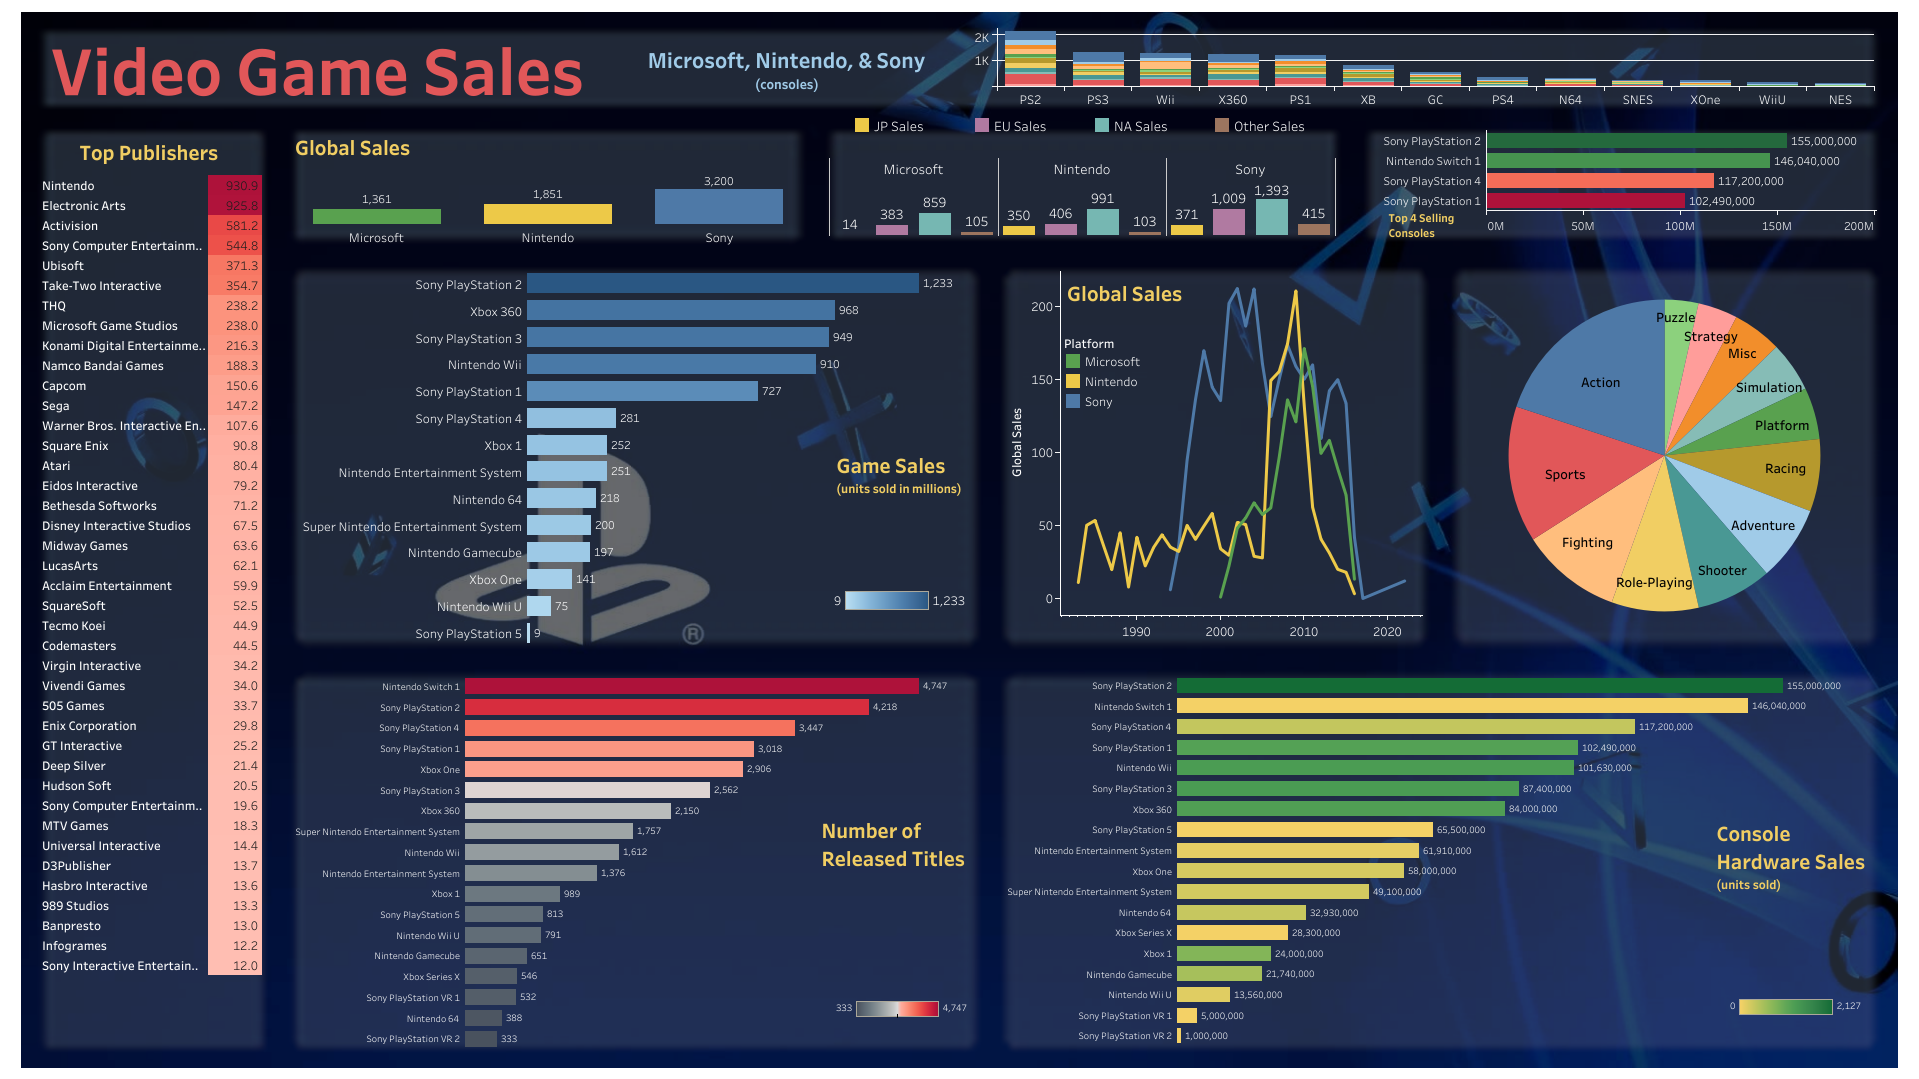 Video Game Sales
Microsoft, Nintendo, & Sony
(consoles)
2K
1K
PS2 PS3 Wii X360 PS1 XB GC PS4 N64 SNES XOne WiiU NES
Top Publishers
Nintendo 930.9
Electronic Arts 925.8
Activision 581.2
Sony Computer Entertainm.. 544.8
Ubisoft 371.3
Take-Two Interactive 354.7
THQ 238.2
Microsoft Game Studios 238.0
Konami Digital Entertainme.. 216.3
Namco Bandai Games 188.3
Capcom 150.6
Sega 147.2
Warner Bros. Interactive En.. 107.6
Square Enix 90.8
Atari 80.4
Eidos Interactive 79.2
Bethesda Softworks 71.2
Disney Interactive Studios 67.5
Midway Games 63.6
LucasArts 62.1
Acclaim Entertainment 59.9
SquareSoft 52.5
Tecmo Koei 44.9
Codemasters 44.5
Virgin Interactive 34.2
Vivendi Games 34.0
505 Games 33.7
Enix Corporation 29.8
GT Interactive 25.2
Deep Silver 21.4
Hudson Soft 20.5
Sony Computer Entertainm.. 19.6
MTV Games 18.3
Universal Interactive 14.4
D3Publisher 13.7
Hasbro Interactive 13.6
989 Studios 13.3
Banpresto 13.0
Infogrames 12.2
Sony Interactive Entertain.. 12.0
Global Sales
1,361 1,851 3,200
Microsoft Nintendo Sony
JP Sales EU Sales NA Sales Other Sales
Microsoft Nintendo Sony
14 383 859 105 350 406 991 103 371 1,009 1,393 415
Sony PlayStation 2 155,000,000
Nintendo Switch 1 146,040,000
Sony PlayStation 4 117,200,000
Sony PlayStation 1 102,490,000
Top 4 Selling
Consoles
0M 50M 100M 150M 200M
Sony PlayStation 2 1,233
Xbox 360 968
Sony PlayStation 3 949
Nintendo Wii 910
Sony PlayStation 1 727
Sony PlayStation 4 281
Xbox 1 252
Nintendo Entertainment System 251
Nintendo 64 218
Super Nintendo Entertainment System 200
Nintendo Gamecube 197
Xbox One 141
Nintendo Wii U 75
Sony PlayStation 5 9
Game Sales
(units sold in millions)
9 1,233
®
Global Sales
Platform
Microsoft
Nintendo
Sony
Global Sales
200
150
100
50
0
1990 2000 2010 2020
Puzzle
Strategy
Misc
Simulation
Platform
Racing
Adventure
Shooter
Role-Playing
Fighting
Sports
Action
Nintendo Switch 1 4,747
Sony PlayStation 2 4,218
Sony PlayStation 4 3,447
Sony PlayStation 1 3,018
Xbox One 2,906
Sony PlayStation 3 2,562
Xbox 360 2,150
Super Nintendo Entertainment System 1,757
Nintendo Wii 1,612
Nintendo Entertainment System 1,376
Xbox 1 989
Sony PlayStation 5 813
Nintendo Wii U 791
Nintendo Gamecube 651
Xbox Series X 546
Sony PlayStation VR 1 532
Nintendo 64 388
Sony PlayStation VR 2 333
Number of
Released Titles
333 4,747
Sony PlayStation 2 155,000,000
Nintendo Switch 1 146,040,000
Sony PlayStation 4 117,200,000
Sony PlayStation 1 102,490,000
Nintendo Wii 101,630,000
Sony PlayStation 3 87,400,000
Xbox 360 84,000,000
Sony PlayStation 5 65,500,000
Nintendo Entertainment System 61,910,000
Xbox One 58,000,000
Super Nintendo Entertainment System 49,100,000
Nintendo 64 32,930,000
Xbox Series X 28,300,000
Xbox 1 24,000,000
Nintendo Gamecube 21,740,000
Nintendo Wii U 13,560,000
Sony PlayStation VR 1 5,000,000
Sony PlayStation VR 2 1,000,000
Console
Hardware Sales
(units sold)
0 2,127